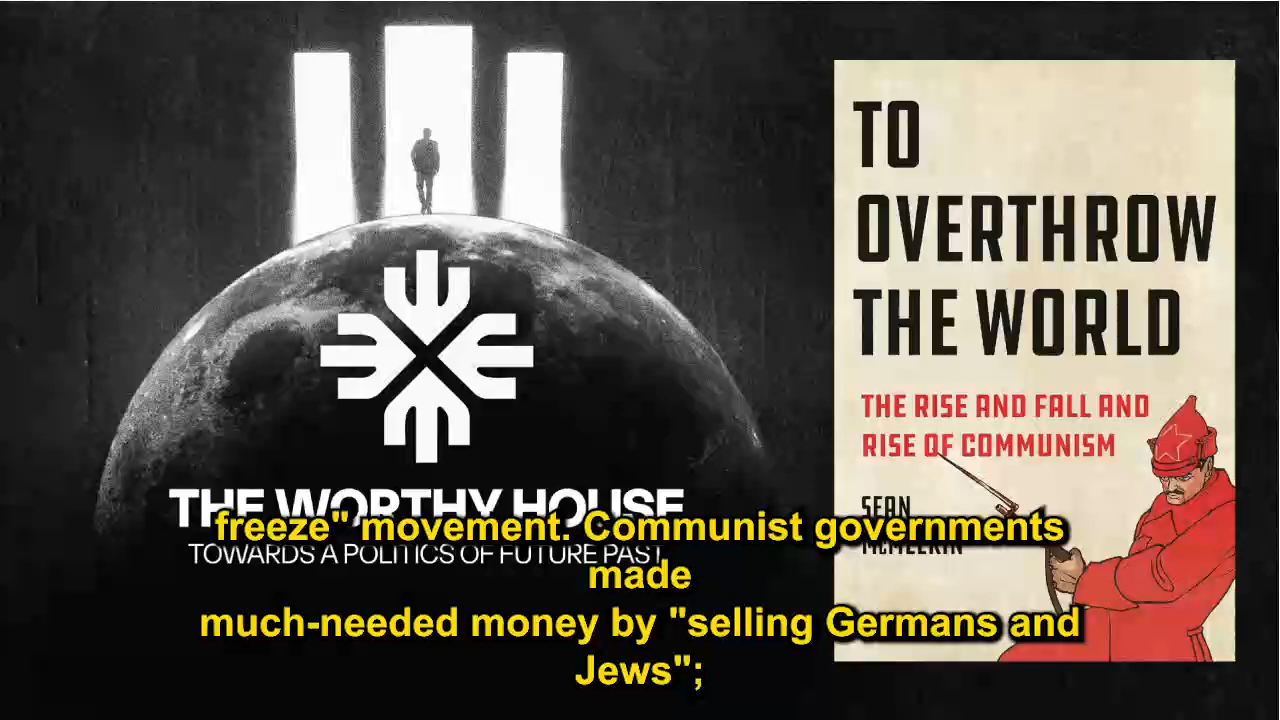 THE WORTHY HOUSE
TOWARDS A POLITICS OF FUTURE PAST
TO
OVERTHROW
THE WORLD
THE RISE AND FALL AND
RISE OF COMMUNISM
SEAN
MCMEEKIN
freeze" movement. Communist governments
made
much-needed money by "selling Germans and
Jews";